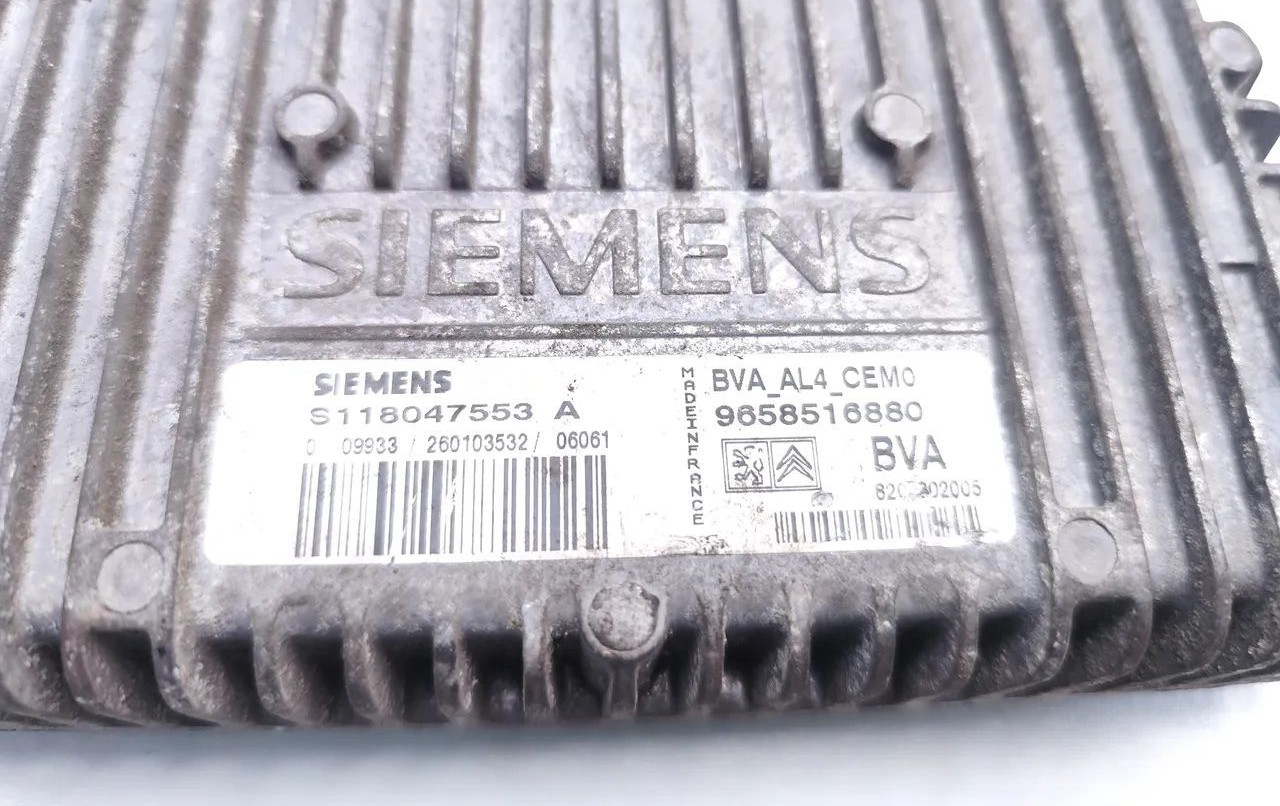 SIEMENS
SIEMENS
S118047553 A
0 09933 / 260103532 / 06061
MADEINFRANCE
BVA_AL4_CEM0
9658516880
BVA